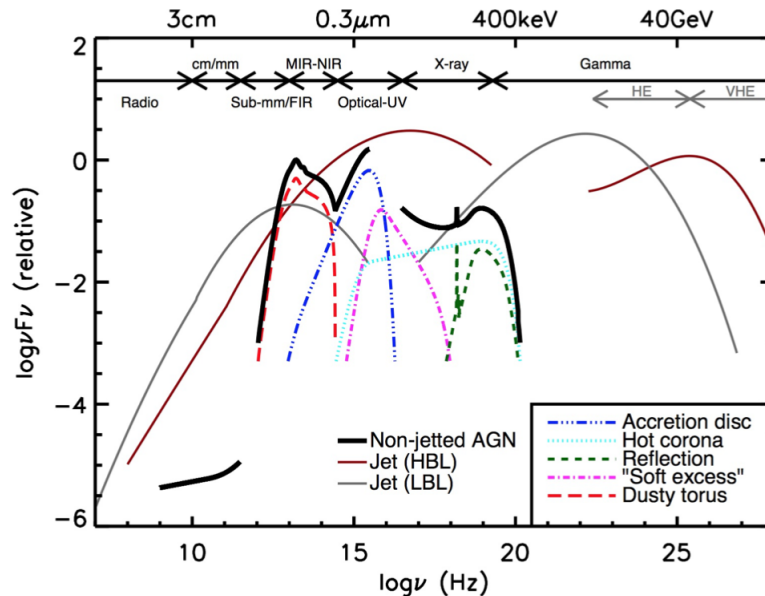 3cm 0.3μm 400keV 40GeV
2
0
-2
-4
-6
logνFν (relative)
cm/mm MIR-NIR X-ray Gamma
Radio Sub-mm/FIR Optical-UV HE VHE
Non-jetted AGN
Jet (HBL)
Jet (LBL)
Accretion disc
Hot corona
Reflection
"Soft excess"
Dusty torus
10 15 20 25
logν (Hz)